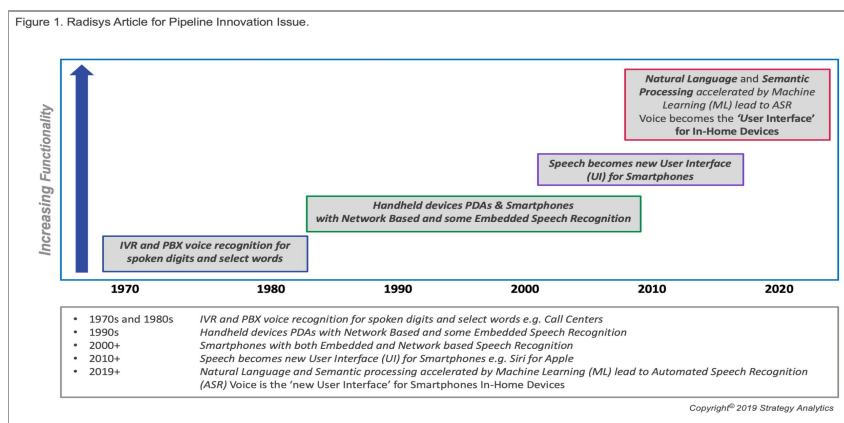 Figure 1. Radisys Article for Pipeline Innovation Issue.
Increasing Functionality
Natural Language and Semantic
Processing accelerated by Machine
Learning (ML) lead to ASR
Voice becomes the ‘User Interface’
for In-Home Devices
Speech becomes new User Interface
(UI) for Smartphones
Handheld devices PDAs & Smartphones
with Network Based and some Embedded Speech Recognition
IVR and PBX voice recognition for
spoken digits and select words
1970 1980 1990 2000 2010 2020
• 1970s and 1980s IVR and PBX voice recognition for spoken digits and select words e.g. Call Centers
• 1990s Handheld devices PDAs with Network Based and some Embedded Speech Recognition
• 2000+ Smartphones with both Embedded and Network based Speech Recognition
• 2010+ Speech becomes new User Interface (UI) for Smartphones e.g. Siri for Apple
• 2019+ Natural Language and Semantic processing accelerated by Machine Learning (ML) lead to Automated Speech Recognition
(ASR) Voice is the ‘new User Interface’ for Smartphones In-Home Devices
Copyright© 2019 Strategy Analytics